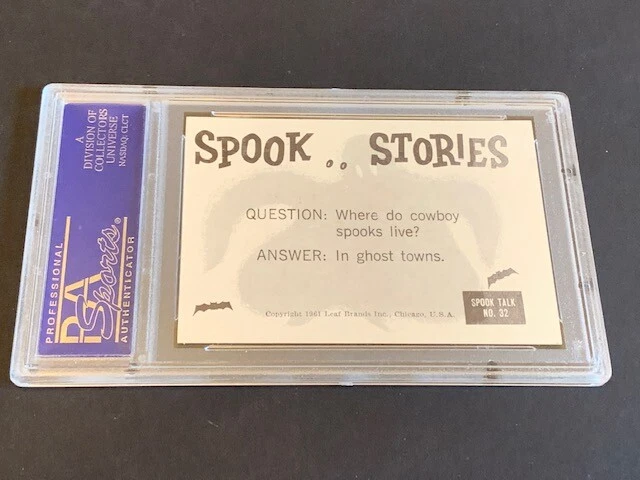 A
DIVISION OF
COLLECTORS
UNIVERSE
NASDAQ: CLCT
PROFESSIONAL
PSA
Sports®
AUTHENTICATOR
SPOOK .. STORIES
QUESTION: Where do cowboy
spooks live?
ANSWER: In ghost towns.
SPOOK TALK
NO. 32
Copyright 1961 Leaf Brands Inc., Chicago, U.S.A.